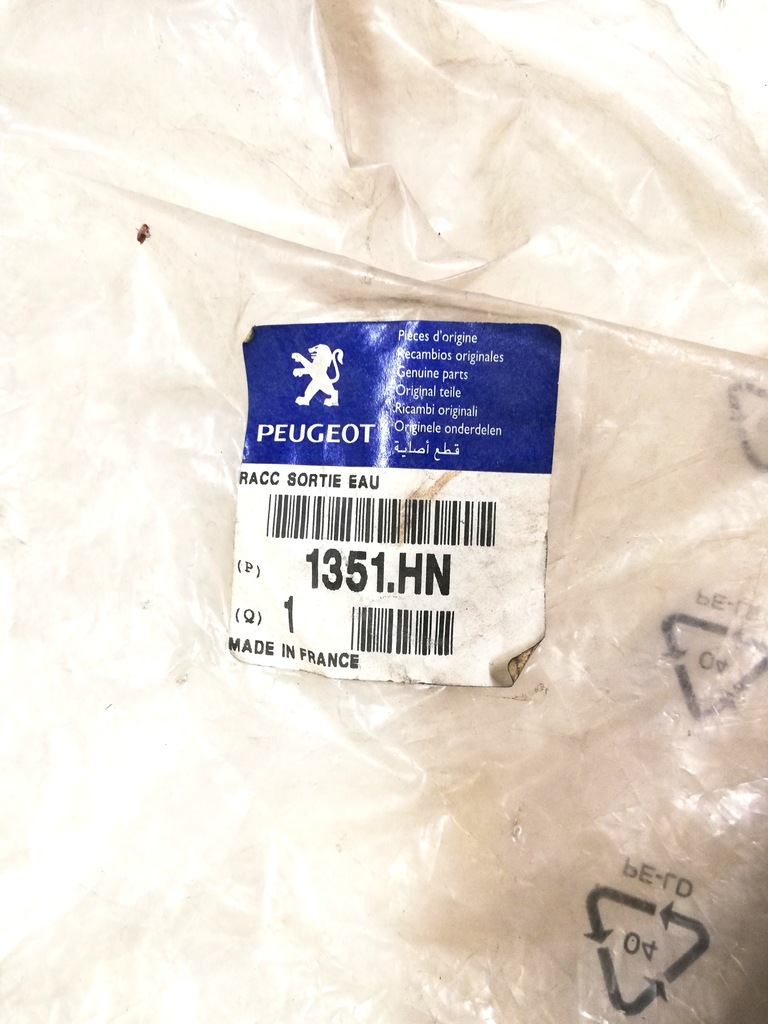 Pièces d'origine
Recambios originales
Genuine parts
Original teile
Ricambi originali
Originele onderdelen
قطع أصلية
PEUGEOT
RACC SORTIE EAU
(P) 1351.HN
(Q) 1
MADE IN FRANCE
PE-LD
04
PE-LD
04